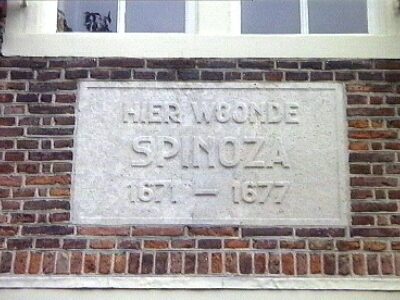 HIER WOONDE
SPINOZA
1671 — 1677